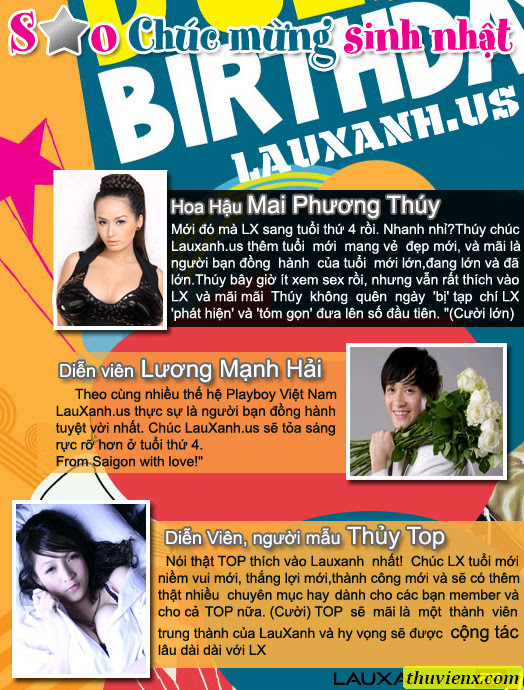 S o Chúc mừng sinh nhật
BIRTHDA
LAUXANH.US
Hoa Hậu Mai Phương Thúy
Mới đó mà LX sang tuổi thứ 4 rồi. Nhanh nhỉ?Thúy chúc
Lauxanh.us thêm tuổi mới mang vẻ đẹp mới, và mãi là
người bạn đồng hành của tuổi mới lớn,đang lớn và đã
lớn.Thúy bây giờ ít xem sex rồi, nhưng vẫn rất thích vào
LX và mãi mãi Thúy không quên ngày 'bị' tạp chí LX
'phát hiện' và 'tóm gọn' đưa lên số đầu tiên. "(Cười lớn)
Diễn viên Lương Mạnh Hải
Theo cùng nhiều thế hệ Playboy Việt Nam
LauXanh.us thực sự là người bạn đồng hành
tuyệt vời nhất. Chúc LauXanh.us sẽ tỏa sáng
rực rỡ hơn ở tuổi thứ 4.
From Saigon with love!"
Diễn Viên, người mẫu Thủy Top
Nói thật TOP thích vào Lauxanh nhất! Chúc LX tuổi mới
niềm vui mới, thắng lợi mới,thành công mới và sẽ có thêm
thật nhiều chuyên mục hay dành cho các bạn member và
cho cả TOP nữa. (Cười) TOP sẽ mãi là một thành viên
trung thành của LauXanh và hy vọng sẽ được cộng tác
lâu dài dài với LX
LAUXA
thuvienx.com